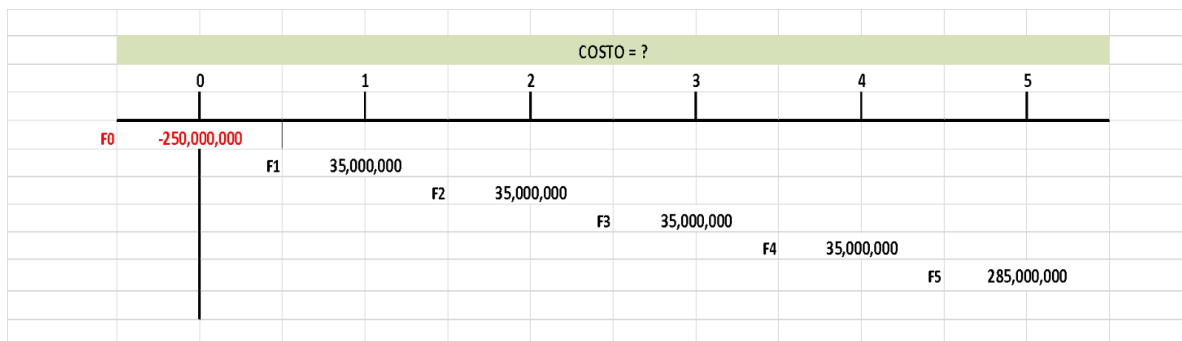 COSTO = ?
0 1 2 3 4 5
F0 -250,000,000
F1 35,000,000
F2 35,000,000
F3 35,000,000
F4 35,000,000
F5 285,000,000